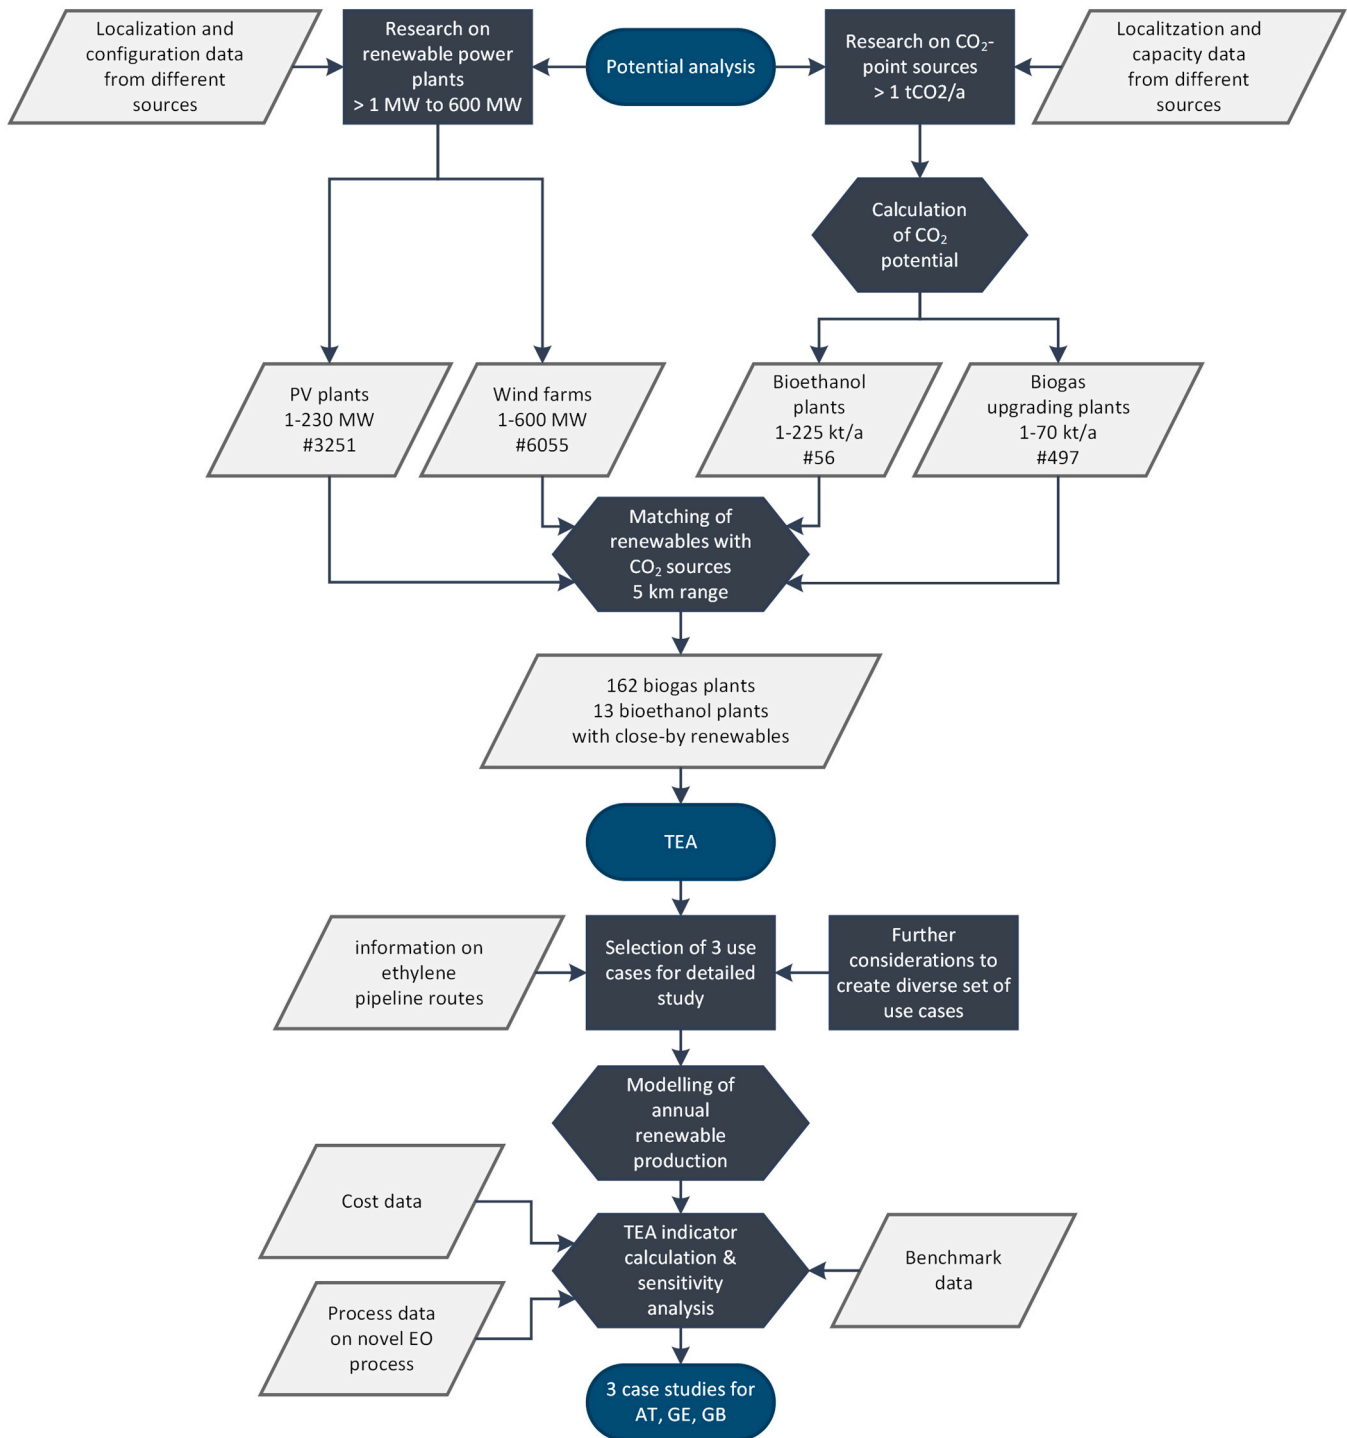 Localization and
configuration data
from different
sources
Research on
renewable power
plants
> 1 MW to 600 MW
Potential analysis
Research on CO₂-
point sources
> 1 tCO2/a
Localitzation and
capacity data
from different
sources
Calculation
of CO₂
potential
PV plants
1-230 MW
#3251
Wind farms
1-600 MW
#6055
Bioethanol
plants
1-225 kt/a
#56
Biogas
upgrading plants
1-70 kt/a
#497
Matching of
renewables with
CO₂ sources
5 km range
162 biogas plants
13 bioethanol plants
with close-by renewables
TEA
information on
ethylene
pipeline routes
Selection of 3 use
cases for detailed
study
Further
considerations to
create diverse set of
use cases
Modelling of
annual
renewable
production
Cost data
TEA indicator
calculation &
sensitivity
analysis
Benchmark
data
Process data
on novel EO
process
3 case studies for
AT, GE, GB